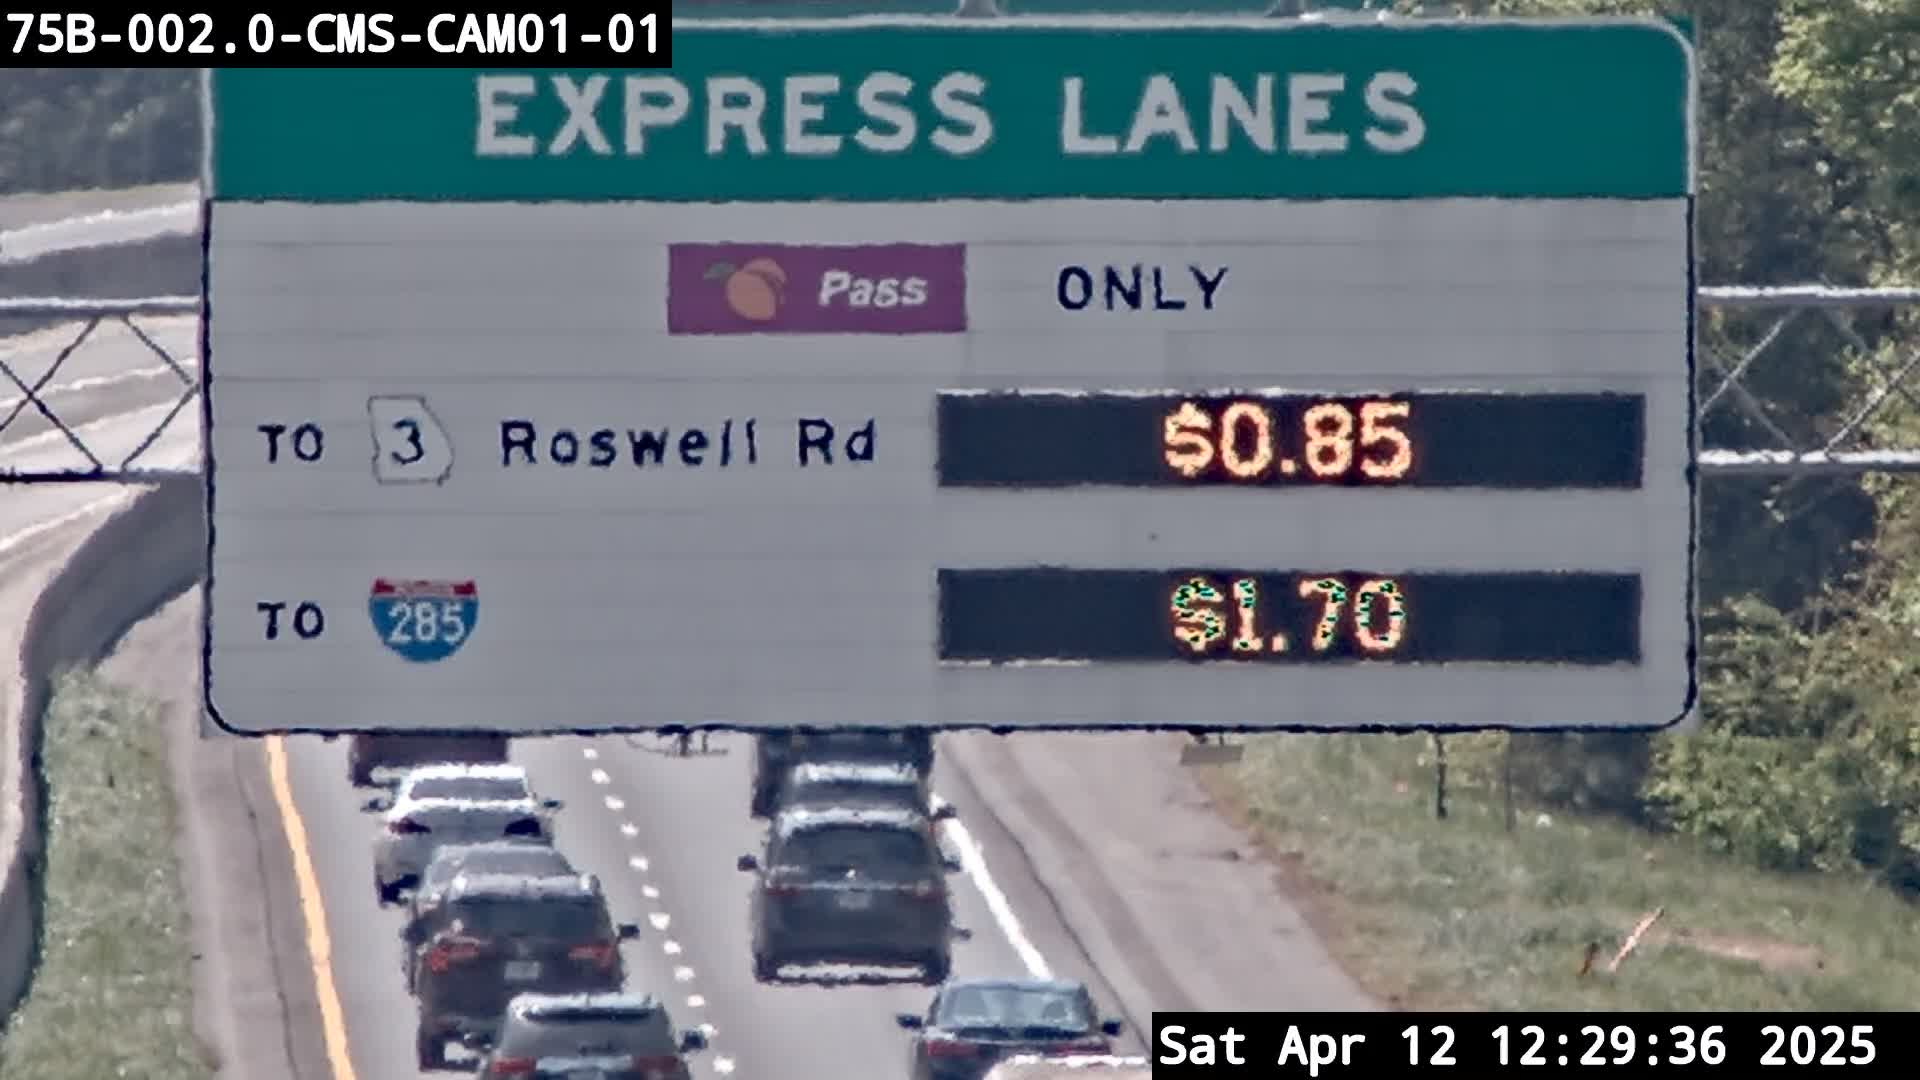 75B-002.0-CMS-CAM01-01
EXPRESS LANES
Pass ONLY
TO 3 Roswell Rd $0.85
TO 285 $1.70
Sat Apr 12 12:29:36 2025